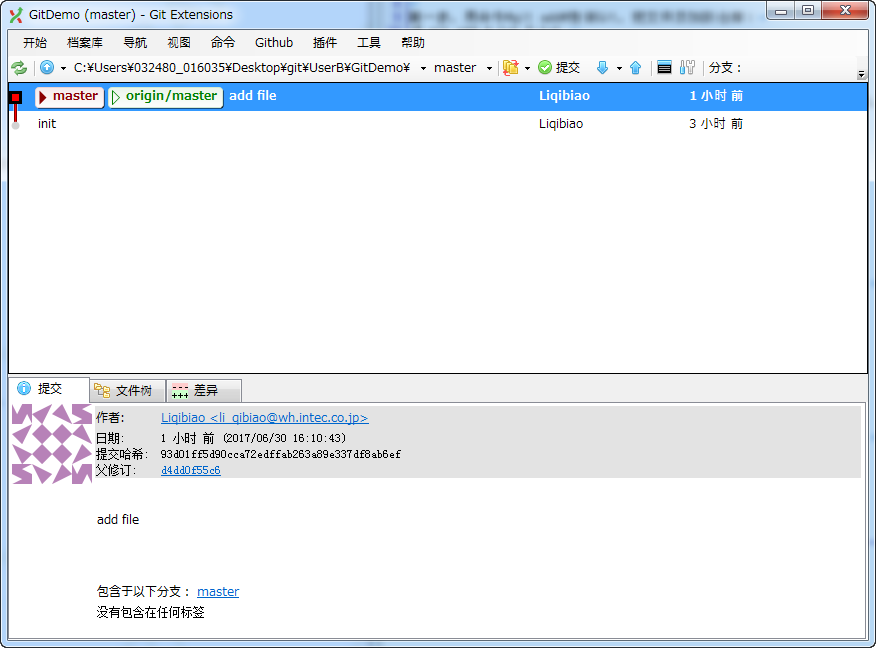 GitDemo (master) - Git Extensions
开始 档案库 导航 视图 命令 Github 插件 工具 帮助
C:¥Users¥032480_016035¥Desktop¥git¥UserB¥GitDemo¥ master 提交 分支：
master origin/master add file Liqibiao 1 小时 前
init Liqibiao 3 小时 前
提交 文件树 差异
作者: Liqibiao <li_qibiao@wh.intec.co.jp>
日期: 1 小时 前 (2017/06/30 16:10:43)
提交哈希: 93d01ff5d90cca72edffab263a89e337df8ab6ef
父修订: d4dd0f55c6
add file
包含于以下分支： master
没有包含在任何标签